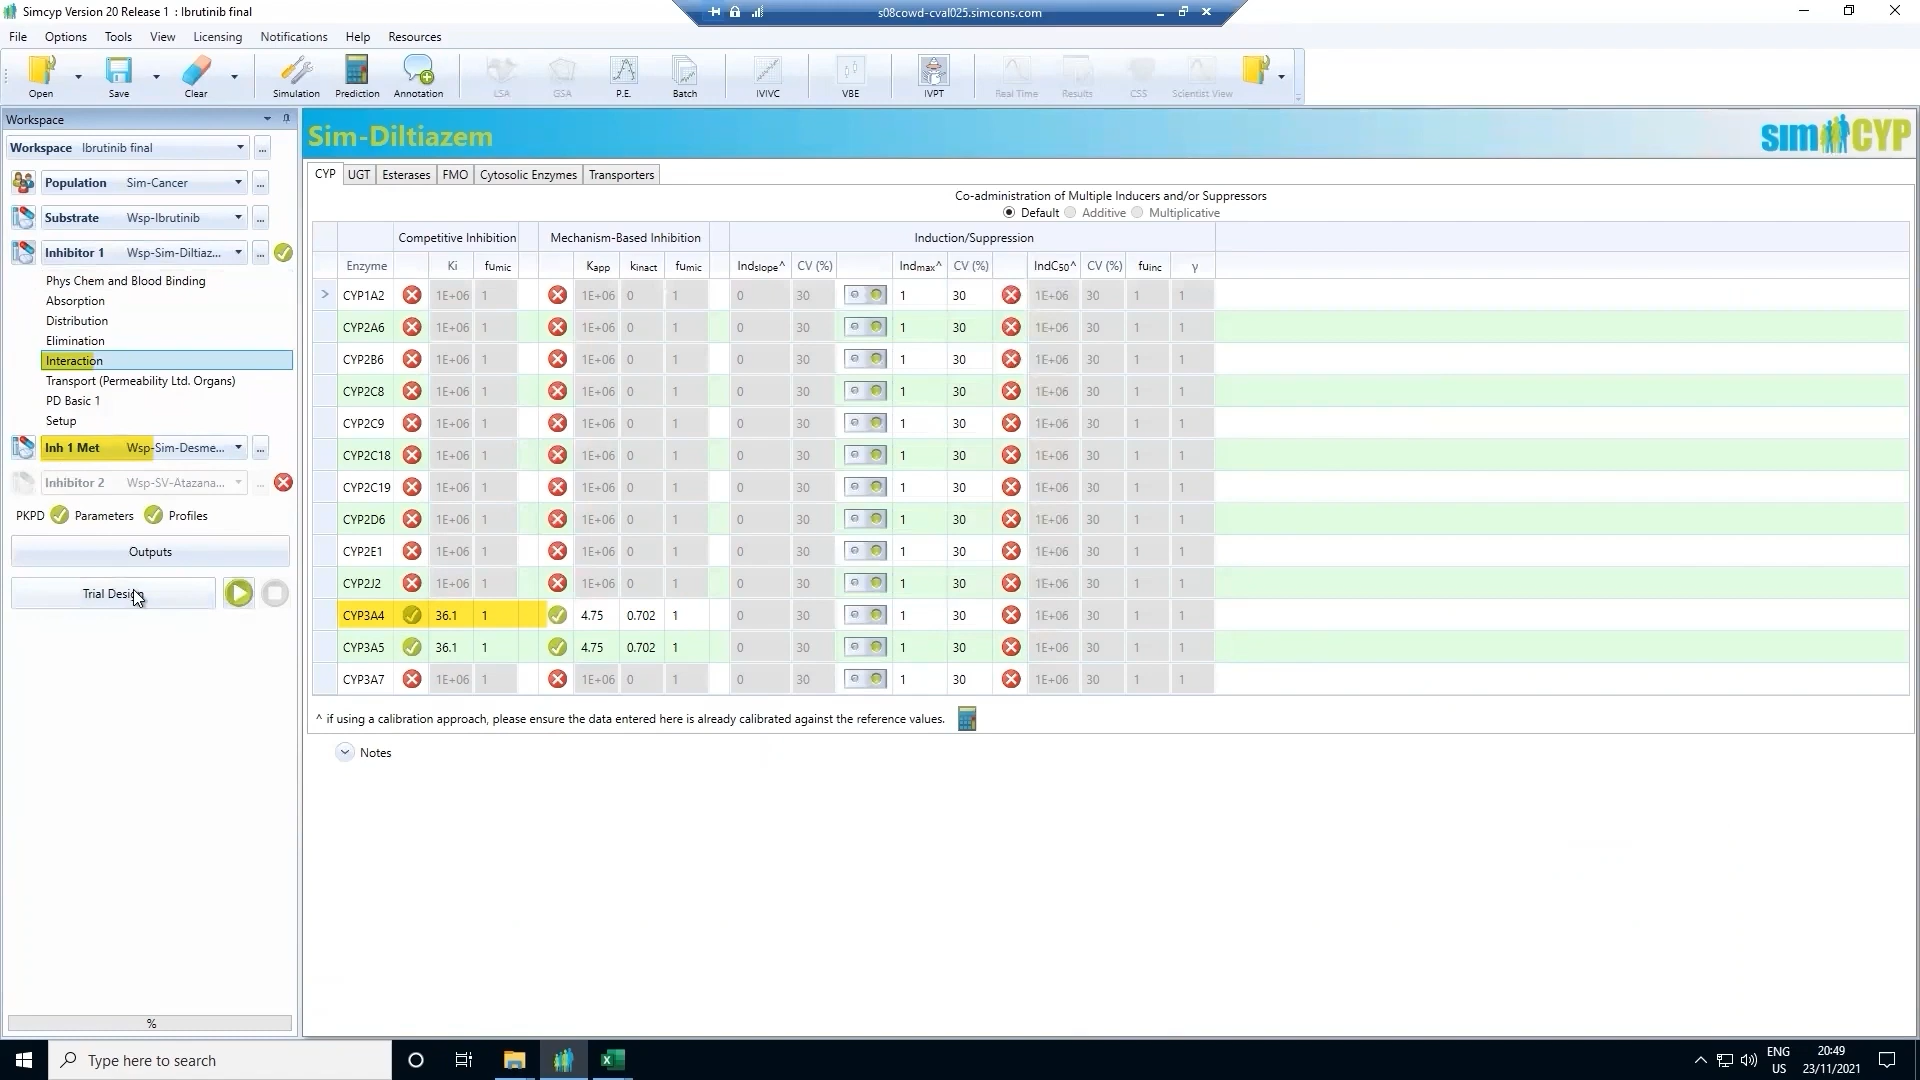 Simcyp Version 20 Release 1 : Ibrutinib final
s08cowd-cval025.simcons.com
File Options Tools View Licensing Notifications Help Resources
Open Save Clear Simulation Prediction Annotation LSA GSA P.E. Batch IVIVC VBE IVPT Real Time Results CSS Scientist View
Workspace
Workspace Ibrutinib final ...
Population Sim-Cancer ...
Substrate Wsp-Ibrutinib ...
Inhibitor 1 Wsp-Sim-Diltiaz... ...
Phys Chem and Blood Binding
Absorption
Distribution
Elimination
Interaction
Transport (Permeability Ltd. Organs)
PD Basic 1
Setup
Inh 1 Met Wsp-Sim-Desme... ...
Inhibitor 2 Wsp-SV-Atazana... ...
PKPD Parameters Profiles
Outputs
Trial Design
%
Sim-Diltiazem
simCYP
CYP UGT Esterases FMO Cytosolic Enzymes Transporters
Co-administration of Multiple Inducers and/or Suppressors
Default Additive Multiplicative
Competitive Inhibition Mechanism-Based Inhibition Induction/Suppression
Enzyme Ki fumic Kapp kinact fumic Indslope^ CV (%) Indmax^ CV (%) IndC50^ CV (%) fuinc γ
> CYP1A2 1E+06 1 1E+06 0 1 0 30 1 30 1E+06 30 1 1
CYP2A6 1E+06 1 1E+06 0 1 0 30 1 30 1E+06 30 1 1
CYP2B6 1E+06 1 1E+06 0 1 0 30 1 30 1E+06 30 1 1
CYP2C8 1E+06 1 1E+06 0 1 0 30 1 30 1E+06 30 1 1
CYP2C9 1E+06 1 1E+06 0 1 0 30 1 30 1E+06 30 1 1
CYP2C18 1E+06 1 1E+06 0 1 0 30 1 30 1E+06 30 1 1
CYP2C19 1E+06 1 1E+06 0 1 0 30 1 30 1E+06 30 1 1
CYP2D6 1E+06 1 1E+06 0 1 0 30 1 30 1E+06 30 1 1
CYP2E1 1E+06 1 1E+06 0 1 0 30 1 30 1E+06 30 1 1
CYP2J2 1E+06 1 1E+06 0 1 0 30 1 30 1E+06 30 1 1
CYP3A4 36.1 1 4.75 0.702 1 0 30 1 30 1E+06 30 1 1
CYP3A5 36.1 1 4.75 0.702 1 0 30 1 30 1E+06 30 1 1
CYP3A7 1E+06 1 1E+06 0 1 0 30 1 30 1E+06 30 1 1
^ if using a calibration approach, please ensure the data entered here is already calibrated against the reference values.
Notes
Type here to search
ENG
US
20:49
23/11/2021